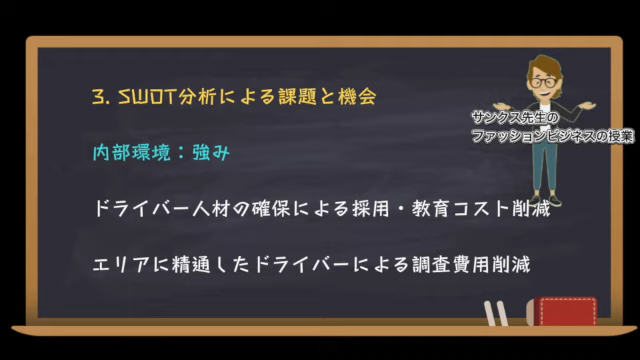 3. SWOT分析による課題と機会
サンクス先生の
ファッションビジネスの授業
内部環境：強み
ドライバー人材の確保による採用・教育コスト削減
エリアに精通したドライバーによる調査費用削減